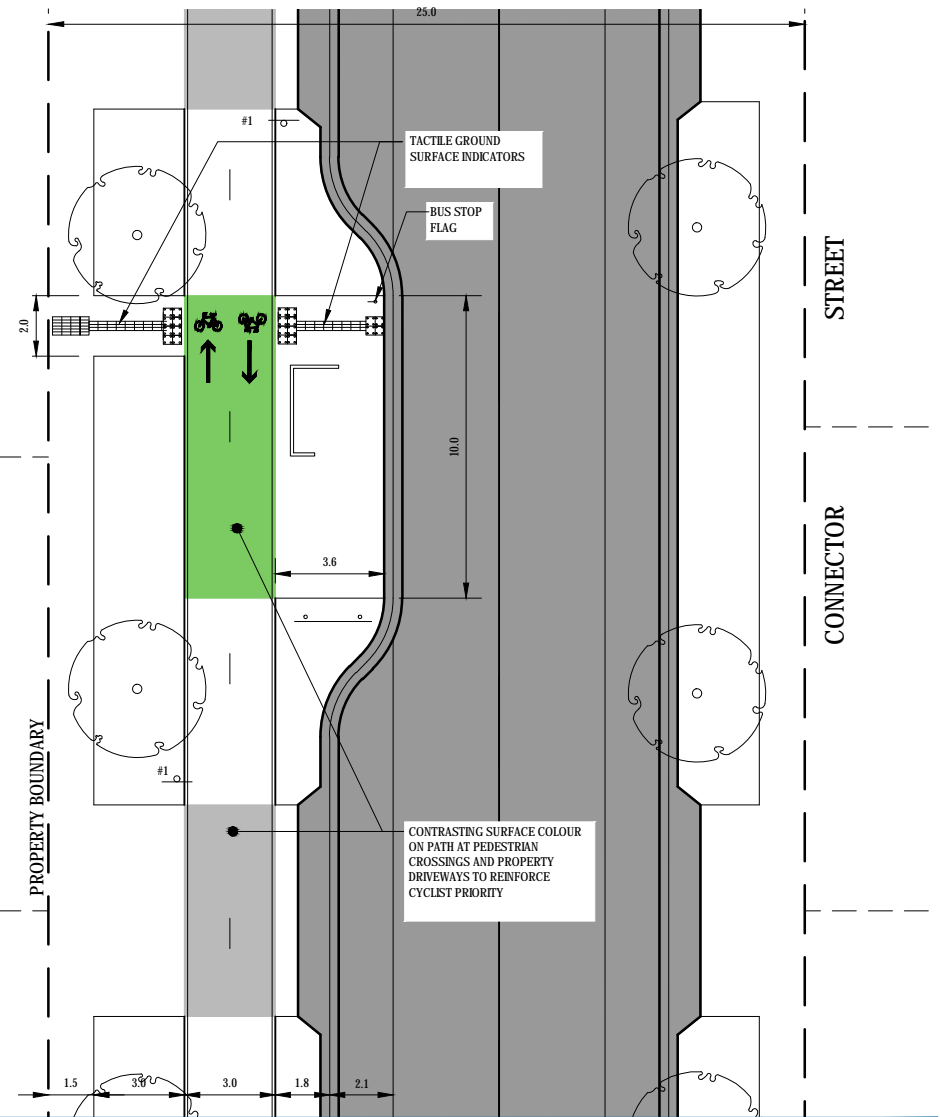 25.0
#1
TACTILE GROUND
SURFACE INDICATORS
BUS STOP
FLAG
STREET
2.0
10.0
3.6
CONNECTOR
PROPERTY BOUNDARY
#1
CONTRASTING SURFACE COLOUR
ON PATH AT PEDESTRIAN
CROSSINGS AND PROPERTY
DRIVEWAYS TO REINFORCE
CYCLIST PRIORITY
1.5
3.0
3.0
1.8
2.1